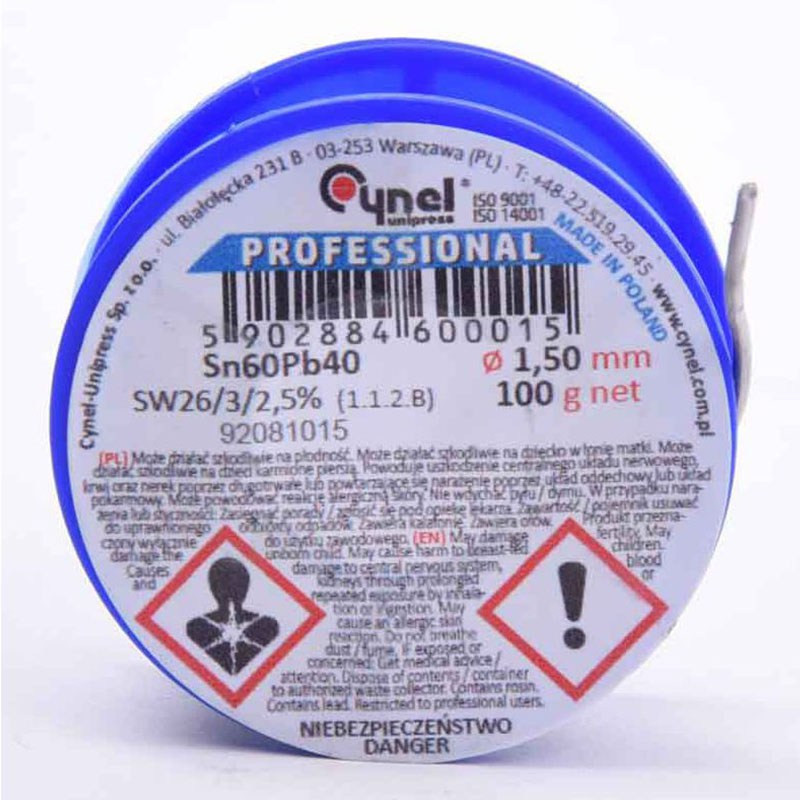 Cynel-Unipress Sp. z o.o. · ul. Białołęcka 231 B · 03-253 Warszawa (PL) · T: +48-22.519.29.45 · www.cynel.com.pl
Cynel®
unipress
ISO 9001
ISO 14001
MADE IN POLAND
PROFESSIONAL
5 902884 600015
Sn60Pb40
ø 1,50 mm
SW26/3/2,5% (1.1.2.B)
100 g net
92081015
[PL] Może działać szkodliwie na płodność. Może działać szkodliwie na dziecko w łonie matki. Może
działać szkodliwie na dzieci karmione piersią. Powoduje uszkodzenie centralnego układu nerwowego,
krwi oraz nerek poprzez długotrwałe lub powtarzające się narażenie poprzez układ oddechowy lub układ
pokarmowy. Może powodować reakcję alergiczną skóry. Nie wdychać pyłu / dymu. W przypadku nara-
żenia lub styczności: Zasięgnąć porady / zgłosić się pod opiekę lekarza. Zawartość / pojemnik usuwać
do uprawnionego odbiorcy odpadów. Zawiera kalafonię. Zawiera ołów. Produkt przezna-
czony wyłącznie do użytku zawodowego. [EN] May damage fertility. May
damage the unborn child. May cause harm to breast-fed children.
Causes damage to central nervous system, blood
and kidneys through prolonged or
repeated exposure by inhala-
tion or ingestion. May
cause an allergic skin
reaction. Do not breathe
dust / fume. IF exposed or
concerned: Get medical advice /
attention. Dispose of contents / container
to authorized waste collector. Contains rosin.
Contains lead. Restricted to professional users.
NIEBEZPIECZEŃSTWO
DANGER